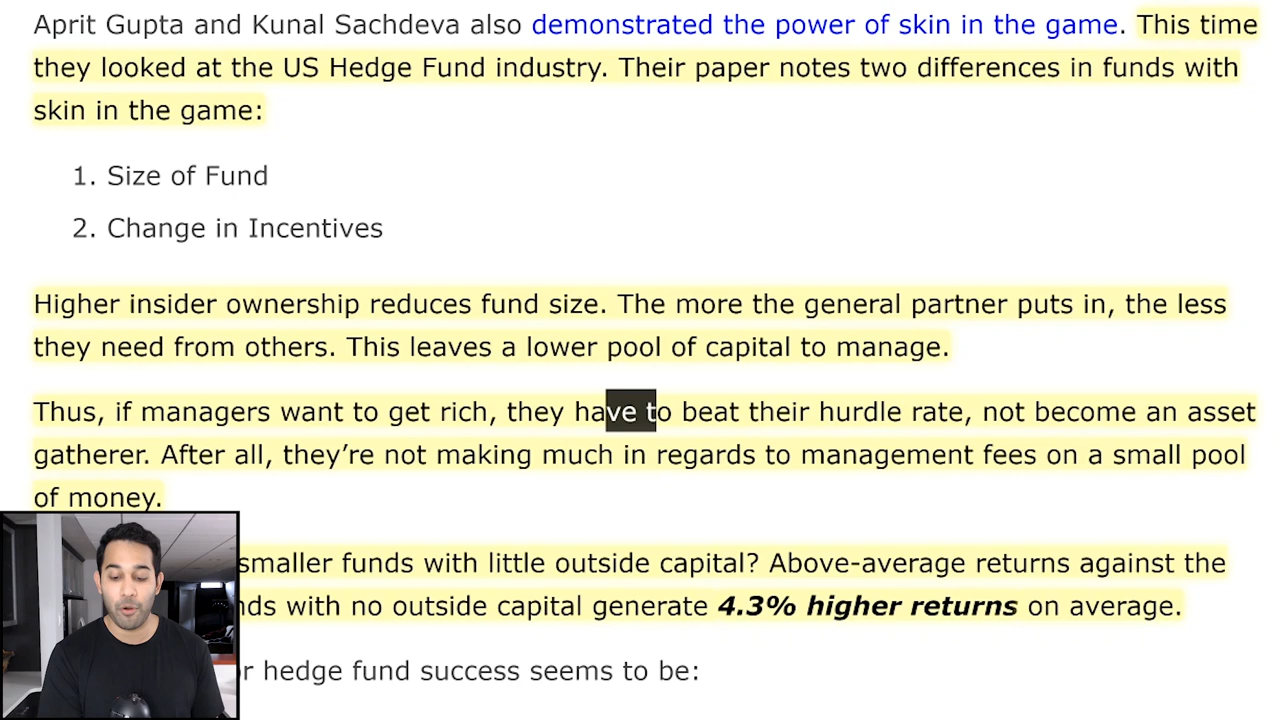 Aprit Gupta and Kunal Sachdeva also demonstrated the power of skin in the game. This time
they looked at the US Hedge Fund industry. Their paper notes two differences in funds with
skin in the game:
1. Size of Fund
2. Change in Incentives
Higher insider ownership reduces fund size. The more the general partner puts in, the less
they need from others. This leaves a lower pool of capital to manage.
Thus, if managers want to get rich, they have to beat their hurdle rate, not become an asset
gatherer. After all, they’re not making much in regards to management fees on a small pool
of money.
smaller funds with little outside capital? Above-average returns against the
with no outside capital generate 4.3% higher returns on average.
hedge fund success seems to be: